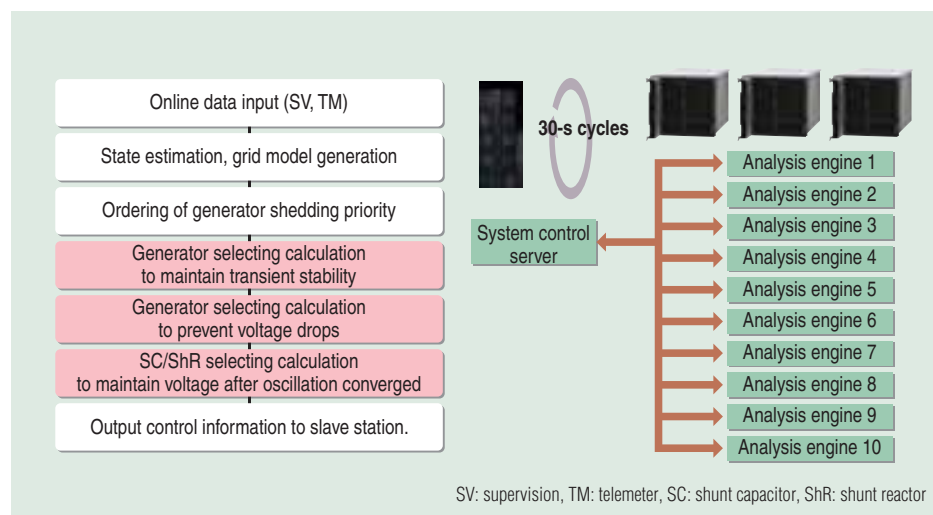 Online data input (SV, TM)
State estimation, grid model generation
Ordering of generator shedding priority
Generator selecting calculation
to maintain transient stability
Generator selecting calculation
to prevent voltage drops
SC/ShR selecting calculation
to maintain voltage after oscillation converged
Output control information to slave station.
30-s cycles
System control
server
Analysis engine 1
Analysis engine 2
Analysis engine 3
Analysis engine 4
Analysis engine 5
Analysis engine 6
Analysis engine 7
Analysis engine 8
Analysis engine 9
Analysis engine 10
SV: supervision, TM: telemeter, SC: shunt capacitor, ShR: shunt reactor